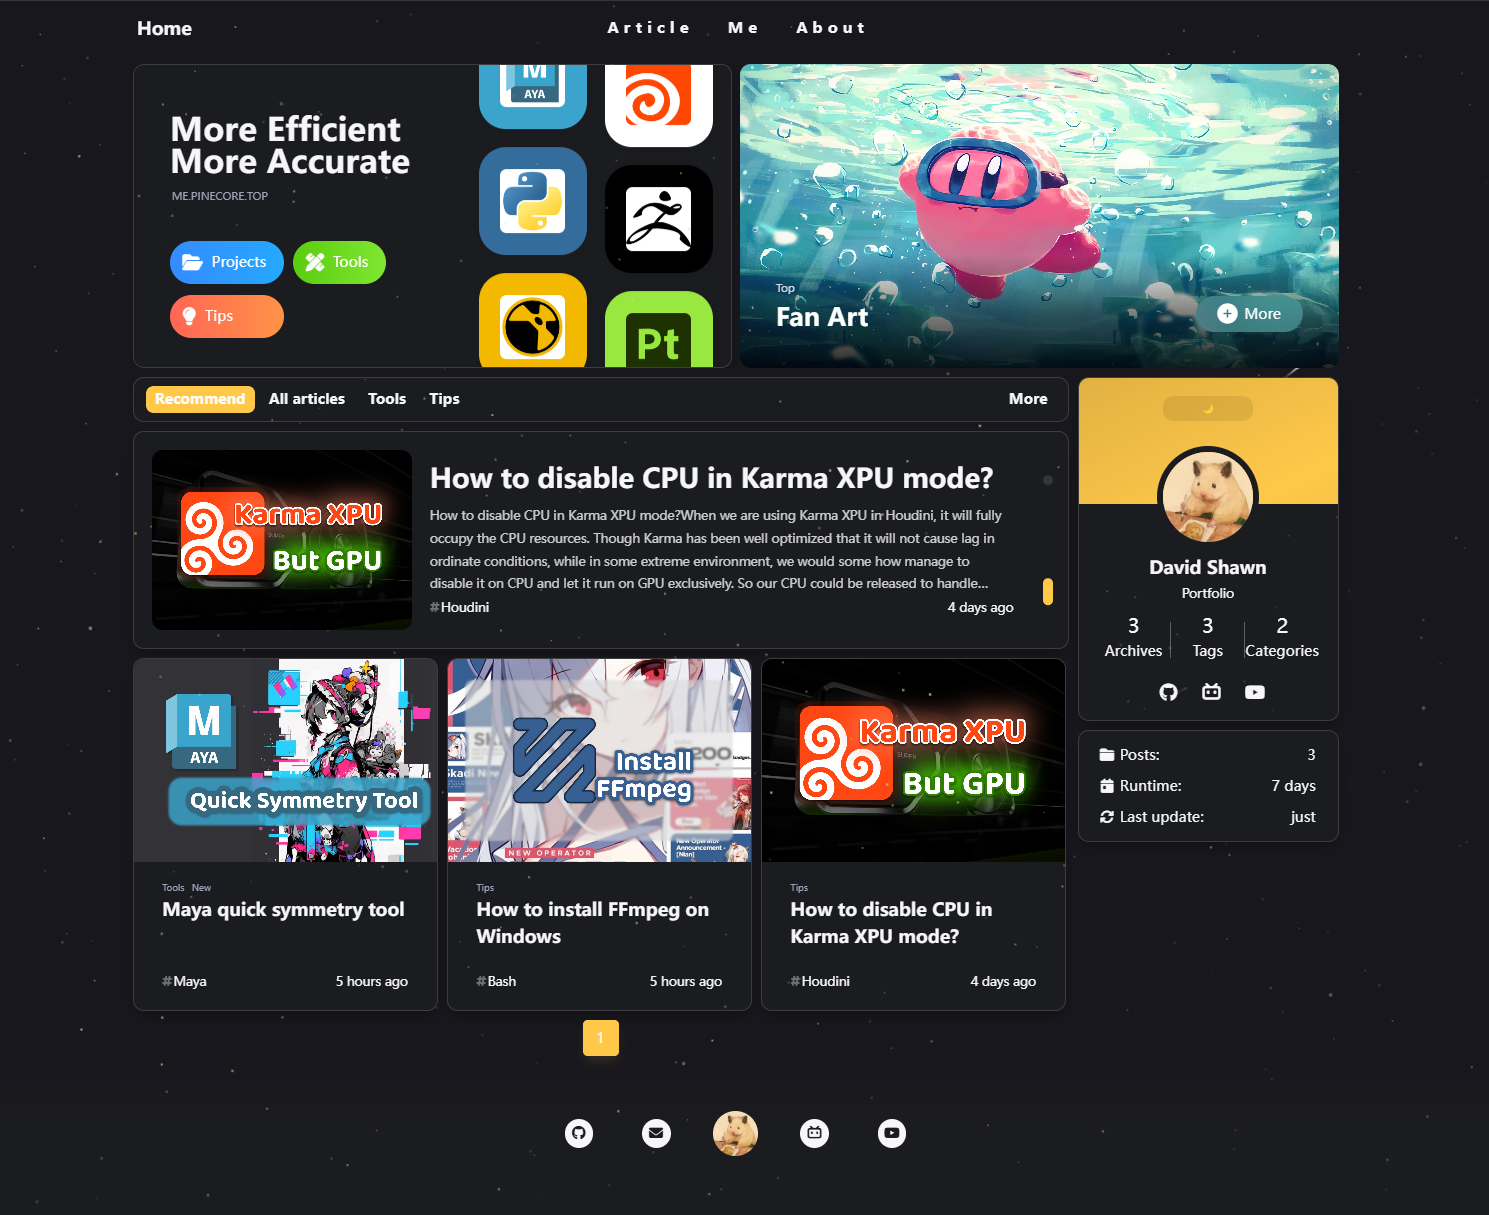 Home
Article Me About
M
AYA
More Efficient
More Accurate
ME.PINECORE.TOP
Projects
Tools
Tips
Pt
Top
Fan Art
More
Recommend
All articles
Tools
Tips
More
Karma XPU
But GPU
How to disable CPU in Karma XPU mode?
How to disable CPU in Karma XPU mode?When we are using Karma XPU in Houdini, it will fully
occupy the CPU resources. Though Karma has been well optimized that it will not cause lag in
ordinate conditions, while in some extreme environment, we would some how manage to
disable it on CPU and let it run on GPU exclusively. So our CPU could be released to handle...
#Houdini
4 days ago
David Shawn
Portfolio
3 3 2
Archives Tags Categories
Posts: 3
Runtime: 7 days
Last update: just
M
AYA
Quick Symmetry Tool
Tools New
Maya quick symmetry tool
#Maya
5 hours ago
Install
FFmpeg
200
badges.
Skadi New
NEW OPERATOR
New Operator
Announcement -
[Nian]
Tips
How to install FFmpeg on
Windows
#Bash
5 hours ago
Karma XPU
But GPU
Tips
How to disable CPU in
Karma XPU mode?
#Houdini
4 days ago
1